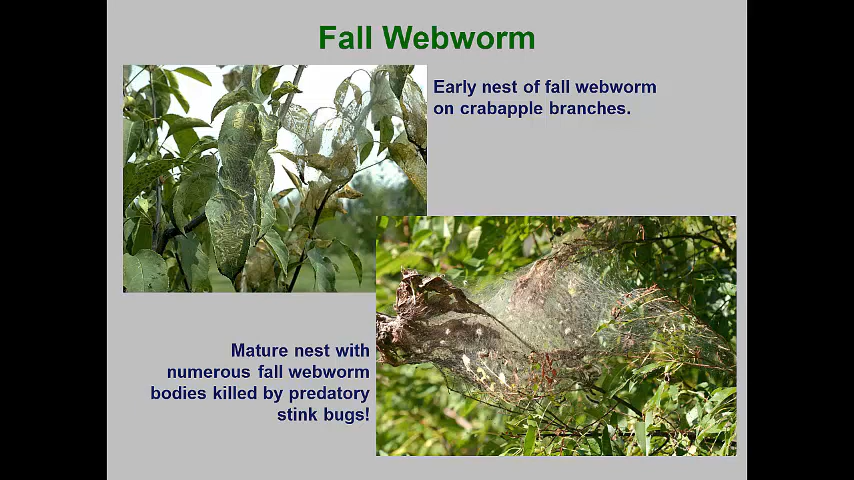 Fall Webworm
Early nest of fall webworm
on crabapple branches.
Mature nest with
numerous fall webworm
bodies killed by predatory
stink bugs!